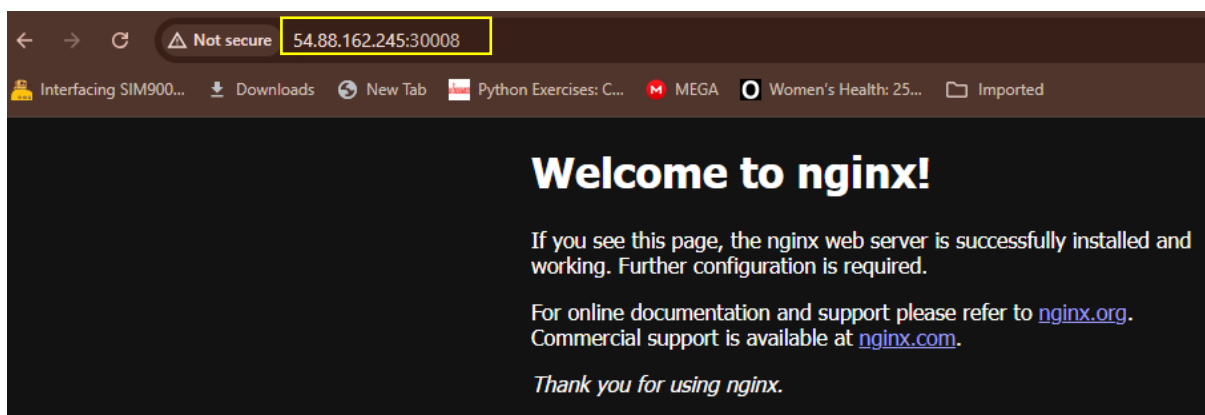 Not secure 54.88.162.245:30008
Interfacing SIM900... Downloads New Tab Python Exercises: C... MEGA Women's Health: 25... Imported
Welcome to nginx!
If you see this page, the nginx web server is successfully installed and
working. Further configuration is required.
For online documentation and support please refer to nginx.org.
Commercial support is available at nginx.com.
Thank you for using nginx.